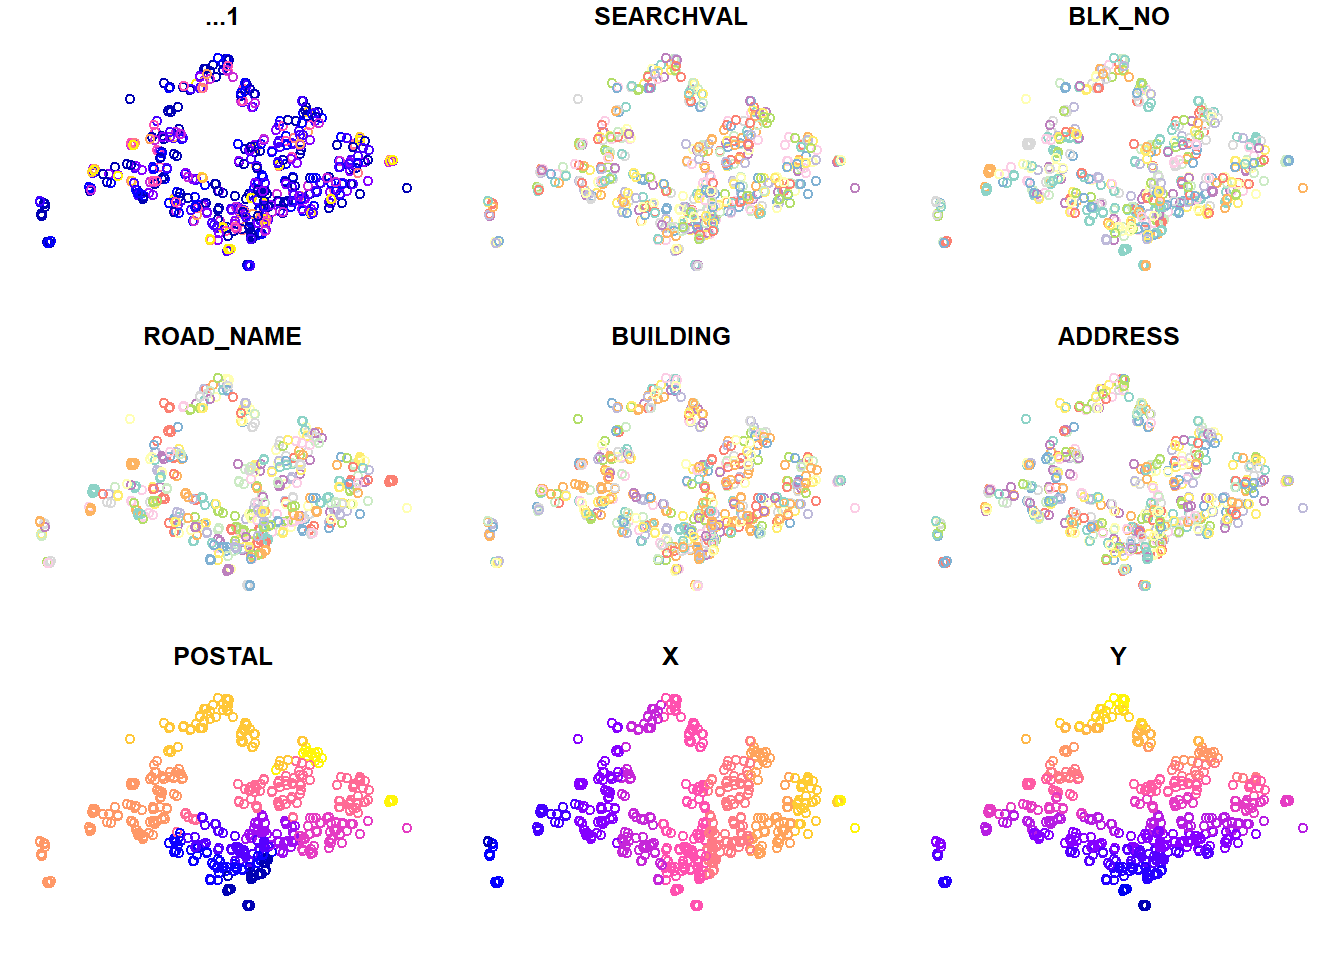 ...1
SEARCHVAL
BLK_NO
ROAD_NAME
BUILDING
ADDRESS
POSTAL
X
Y